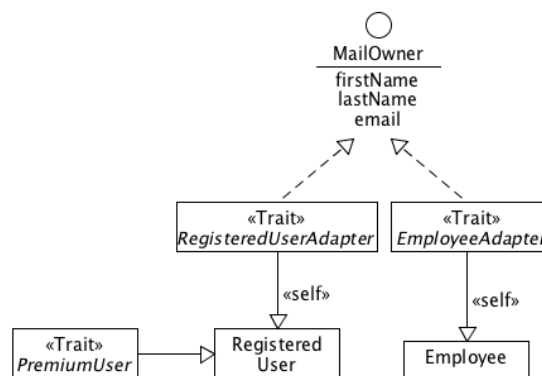 MailOwner
firstName
lastName
email
«Trait»
RegisteredUserAdapter
«Trait»
EmployeeAdapter
«self»
«self»
«Trait»
PremiumUser
Registered
User
Employee